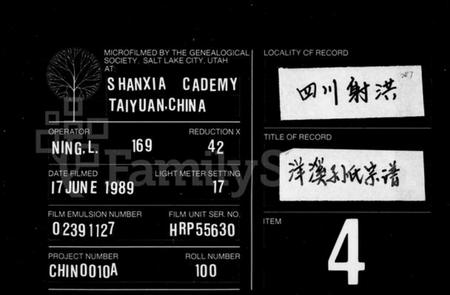 MICROFILMED BY THE GENEALOGICAL
SOCIETY, SALT LAKE CITY, UTAH
AT:
SHANXIA CADEMY
TAIYUAN.CHINA
OPERATOR
REDUCTION X
NING.L. 169 42
DATE FILMED
LIGHT METER SETTING
17 JUNE 1989 17
FILM EMULSION NUMBER
FILM UNIT SER. NO.
02391127 HRP55630
PROJECT NUMBER
ROLL NUMBER
CHIN0010A 100
LOCALITY OF RECORD
四川射洪
TITLE OF RECORD
洋溪孙氏宗谱
ITEM
4
FamilyS